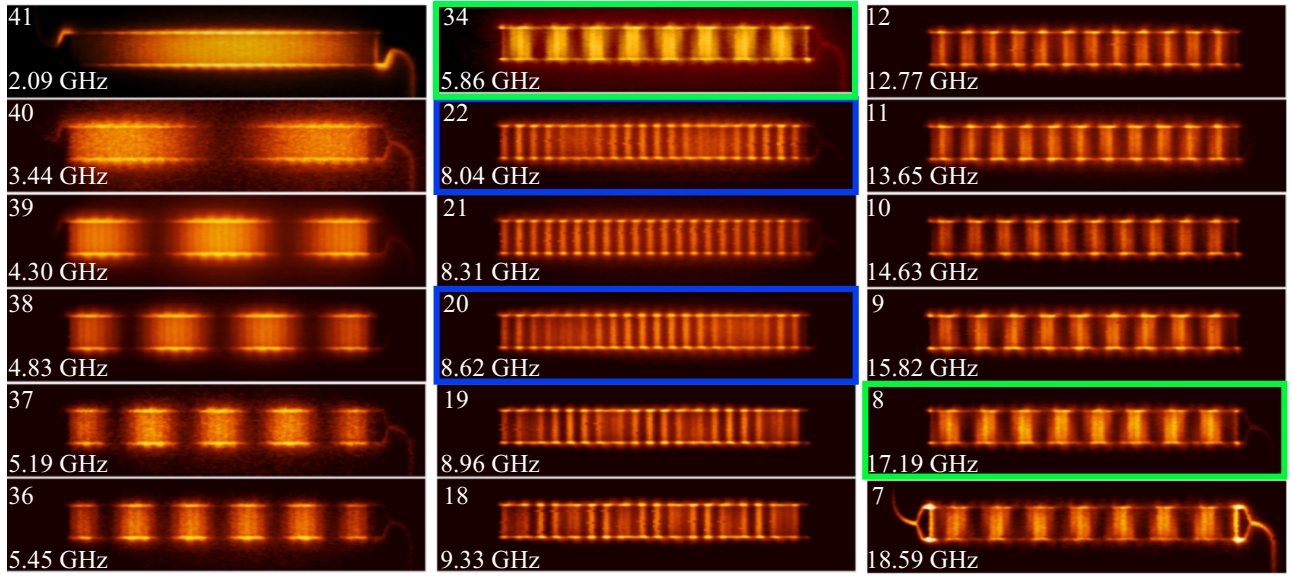 41
2.09 GHz
40
3.44 GHz
39
4.30 GHz
38
4.83 GHz
37
5.19 GHz
36
5.45 GHz
34
5.86 GHz
22
8.04 GHz
21
8.31 GHz
20
8.62 GHz
19
8.96 GHz
18
9.33 GHz
12
12.77 GHz
11
13.65 GHz
10
14.63 GHz
9
15.82 GHz
8
17.19 GHz
7
18.59 GHz